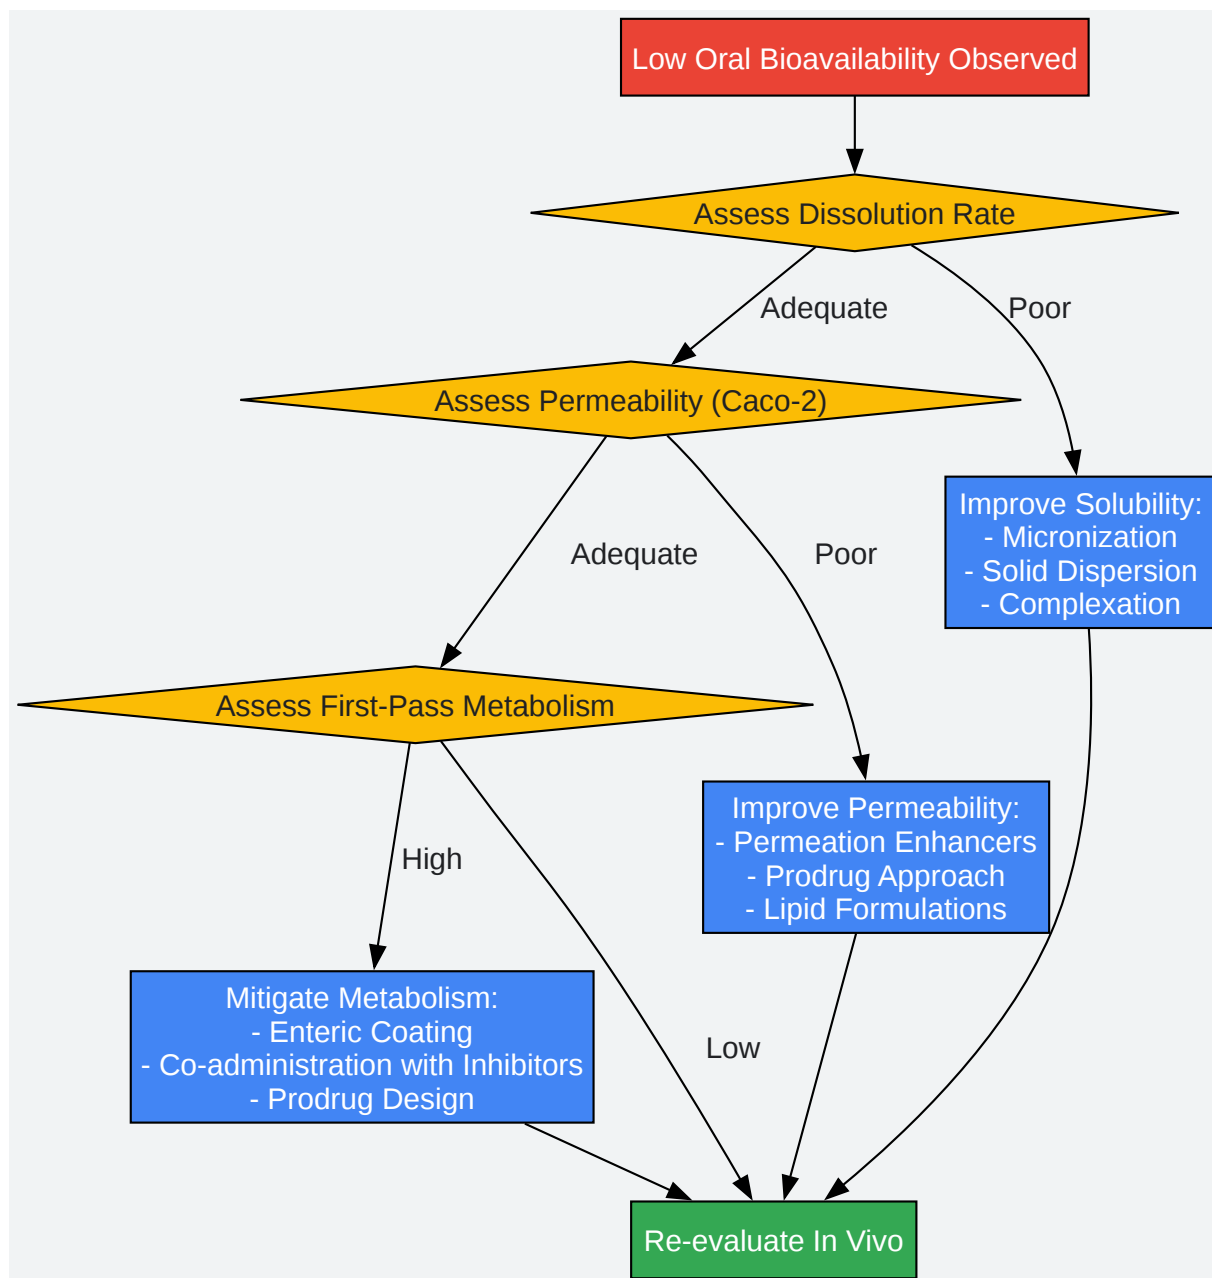 Low Oral Bioavailability Observed
Assess Dissolution Rate
Adequate
Poor
Assess Permeability (Caco-2)
Improve Solubility:
- Micronization
- Solid Dispersion
- Complexation
Adequate
Poor
Assess First-Pass Metabolism
Improve Permeability:
- Permeation Enhancers
- Prodrug Approach
- Lipid Formulations
High
Mitigate Metabolism:
- Enteric Coating
- Co-administration with Inhibitors
- Prodrug Design
Low
Re-evaluate In Vivo